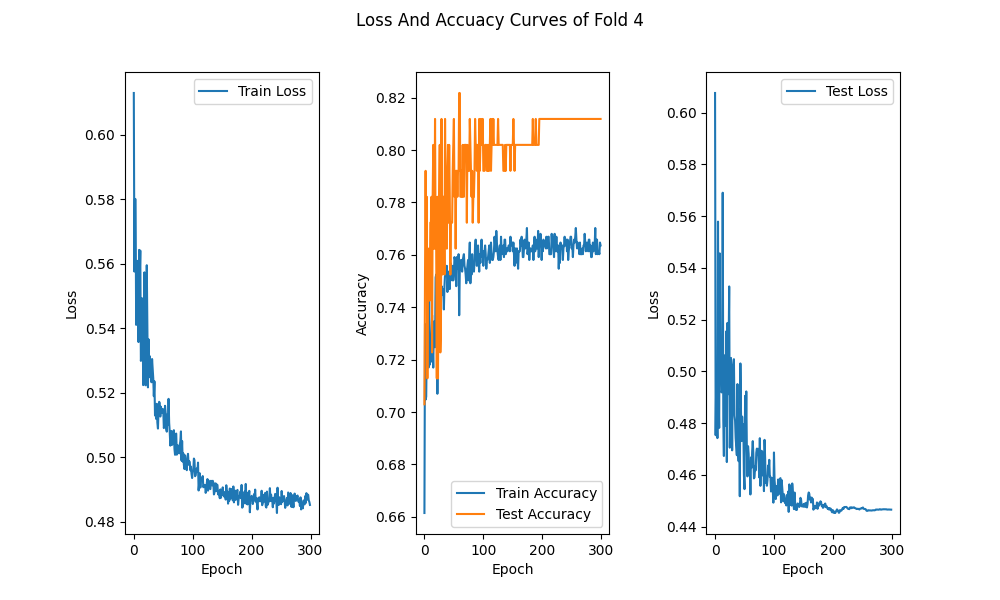 Loss And Accuacy Curves of Fold 4
Train Loss
0.60
0.58
0.56
0.54
0.52
0.50
0.48
Loss
0 100 200 300
Epoch
0.82
0.80
0.78
0.76
0.74
0.72
0.70
0.68
0.66
Accuracy
Train Accuracy
Test Accuracy
0 100 200 300
Epoch
Test Loss
0.60
0.58
0.56
0.54
0.52
0.50
0.48
0.46
0.44
Loss
0 100 200 300
Epoch